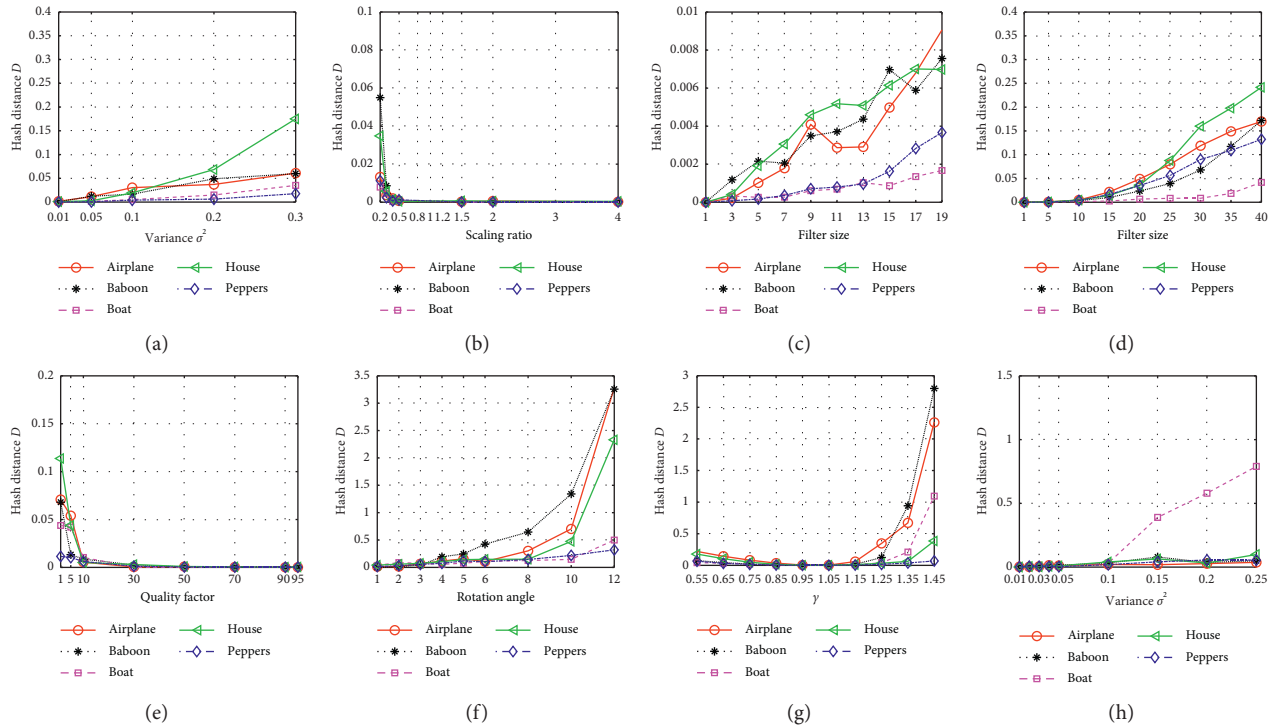 0.4
0.35
0.3
0.25
0.2
0.15
0.1
0.05
0
Hash distance D
0.01 0.05 0.1 0.2 0.3
Variance σ²
Airplane House
Baboon Peppers
Boat
(a)
0.1
0.08
0.06
0.04
0.02
0
Hash distance D
0.2 0.5 0.8 1 1.1 1.2 1.5 2 4
Scaling ratio
Airplane House
Baboon Peppers
Boat
(b)
0.01
0.008
0.006
0.004
0.002
0
Hash distance D
1 3 5 7 9 11 13 15 17 19
Filter size
Airplane House
Baboon Peppers
Boat
(c)
0.4
0.35
0.3
0.25
0.2
0.15
0.1
0.05
0
Hash distance D
1 5 10 15 20 25 30 35 40
Filter size
Airplane House
Baboon Peppers
Boat
(d)
0.2
0.15
0.1
0.05
0
Hash distance D
1 5 10 30 50 70 90 95
Quality factor
Airplane House
Baboon Peppers
Boat
(e)
5.0
4.5
3.5
3.0
2.5
2.0
1.5
1.0
0.5
0
Hash distance D
1 2 3 4 5 6 8 10 12
Rotation angle
Airplane House
Baboon Peppers
Boat
(f)
3
2.5
2
1.5
1
0.5
0
Hash distance D
0.55 0.65 0.75 0.85 0.95 1.05 1.15 1.25 1.35 1.45
γ
Airplane House
Baboon Peppers
Boat
(g)
1.5
1
0.5
0
Hash distance D
0.01 0.03 0.05 0.1 0.15 0.2 0.25
Variance σ²
Airplane House
Baboon Peppers
Boat
(h)